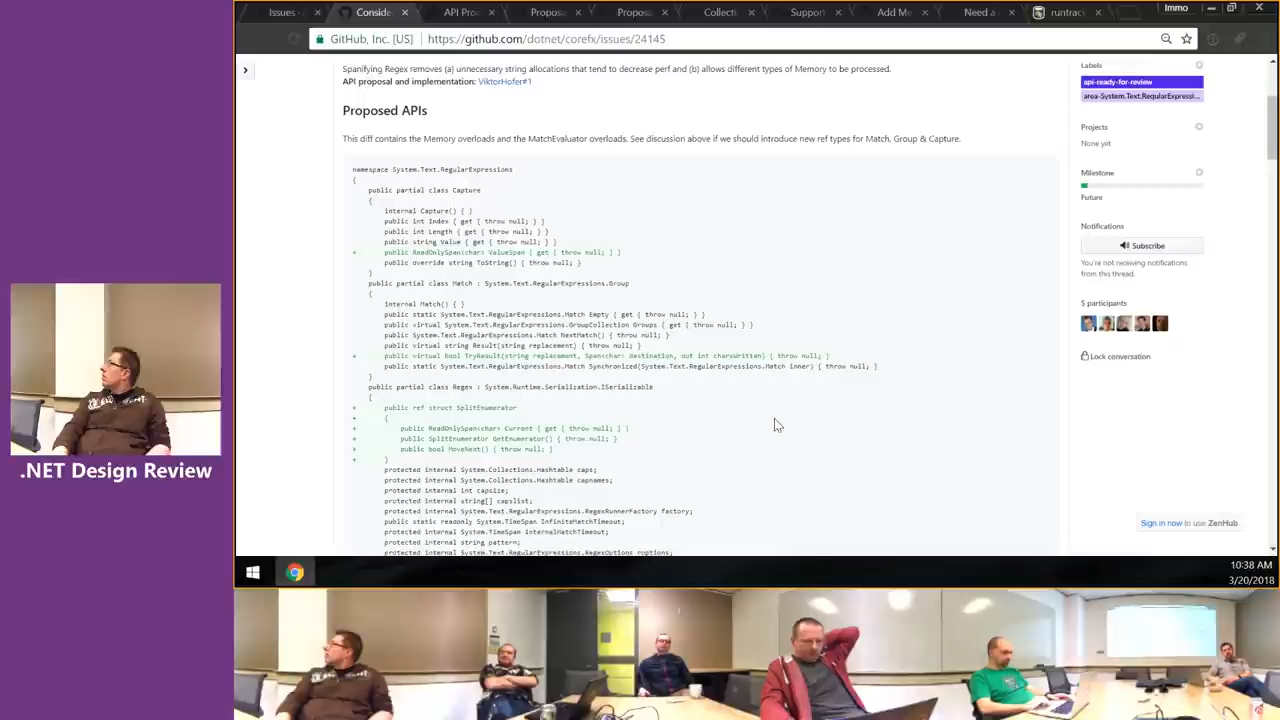 Issues -
Conside
API Pro
Propos
Propos
Collecti
Support
Add Me
Need a
runtrack
Immo
GitHub, Inc. [US]
https://github.com/dotnet/corefx/issues/24145
Spanifying Regex removes (a) unnecessary string allocations that tend to decrease perf and (b) allows different types of Memory to be processed.
API proposal and implementation: ViktorHofer#1
Proposed APIs
This diff contains the Memory overloads and the MatchEvaluator overloads. See discussion above if we should introduce new ref types for Match, Group & Capture.
namespace System.Text.RegularExpressions
{
public partial class Capture
{
internal Capture() { }
public int Index { get { throw null; } }
public int Length { get { throw null; } }
public string Value { get { throw null; } }
+ public ReadOnlySpan<char> ValueSpan { get { throw null; } }
public override string ToString() { throw null; }
}
public partial class Match : System.Text.RegularExpressions.Group
{
internal Match() { }
public static System.Text.RegularExpressions.Match Empty { get { throw null; } }
public virtual System.Text.RegularExpressions.GroupCollection Groups { get { throw null; } }
public System.Text.RegularExpressions.Match NextMatch() { throw null; }
public virtual string Result(string replacement) { throw null; }
+ public virtual bool TryResult(string replacement, Span<char> destination, out int charsWritten) { throw null; }
public static System.Text.RegularExpressions.Match Synchronized(System.Text.RegularExpressions.Match inner) { throw null; }
}
public partial class Regex : System.Runtime.Serialization.ISerializable
{
+ public ref struct SplitEnumerator
+ {
+ public ReadOnlySpan<char> Current { get { throw null; } }
+ public SplitEnumerator GetEnumerator() { throw null; }
+ public bool MoveNext() { throw null; }
+ }
protected internal System.Collections.Hashtable caps;
protected internal System.Collections.Hashtable capnames;
protected internal int capsize;
protected internal string[] capslist;
protected internal System.Text.RegularExpressions.RegexRunnerFactory factory;
public static readonly System.TimeSpan InfiniteMatchTimeout;
protected internal System.TimeSpan internalMatchTimeout;
protected internal string pattern;
protected internal System.Text.RegularExpressions.RegexOptions roptions;
Labels
api-ready-for-review
area-System.Text.RegularExpressi...
Projects
None yet
Milestone
Future
Notifications
Subscribe
You're not receiving notifications
from this thread.
5 participants
Lock conversation
Sign in now to use ZenHub
.NET Design Review
10:38 AM
3/20/2018